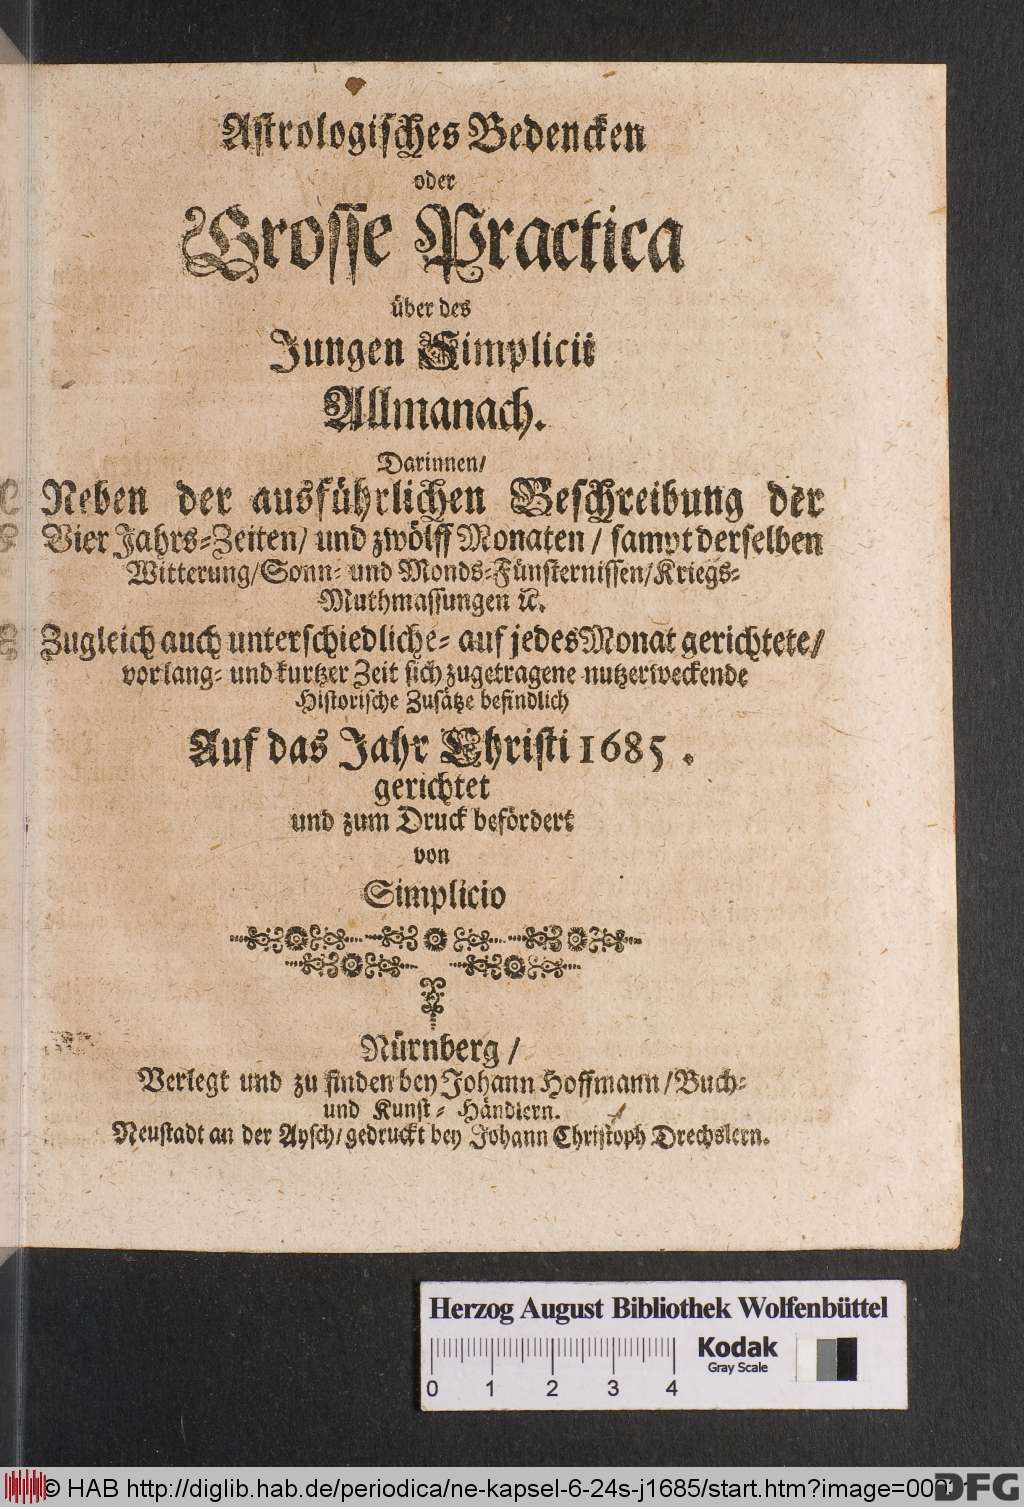 Astrologisches Bedencken
oder
Grosse Practica
über des
Jungen Simplicii
Allmanach.
Darinnen/
Neben der ausführlichen Beschreibung der
Vier Jahrs-Zeiten/ und zwölff Monaten / sampt derselben
Witterung/Sonn- und Monds-Fünsternissen/Kriegs-
Muthmassungen ꝛc.
Zugleich auch unterschiedliche- auf jedes Monat gerichtete/
vor lang- und kurtzer Zeit sich zugetragene nutzerweckende
Historische Zusätze befindlich
Auf das Jahr Christi 1685.
gerichtet
und zum Druck befördert
von
Simplicio
Nürnberg /
Verlegt und zu finden bey Johann Hoffmann/Buch-
und Kunst- Händlern.
Neustadt an der Aysch/gedruckt bey Johann Christoph Drechslern.
Herzog August Bibliothek Wolfenbüttel
Kodak
Gray Scale
0 1 2 3 4
© HAB http://diglib.hab.de/periodica/ne-kapsel-6-24s-j1685/start.htm?image=000
DFG